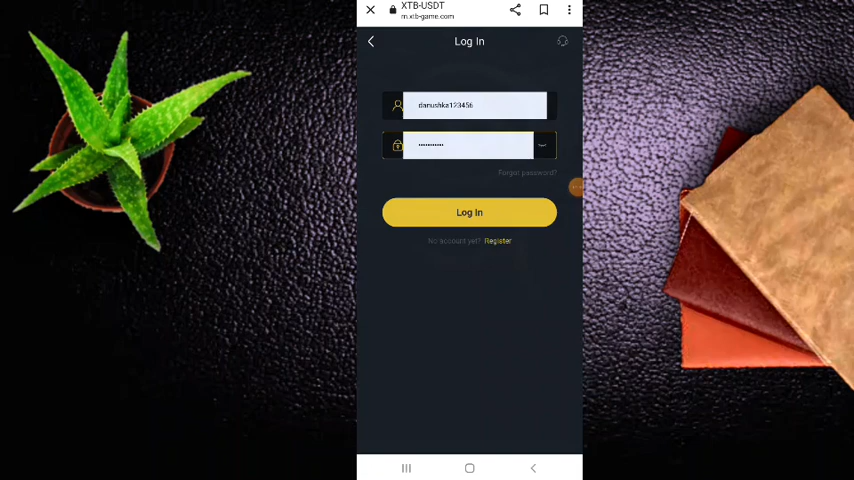 XTB-USDT
m.xtb-game.com
Log In
danushka123456
•••••••••••
Forgot password?
Log In
No account yet? Register